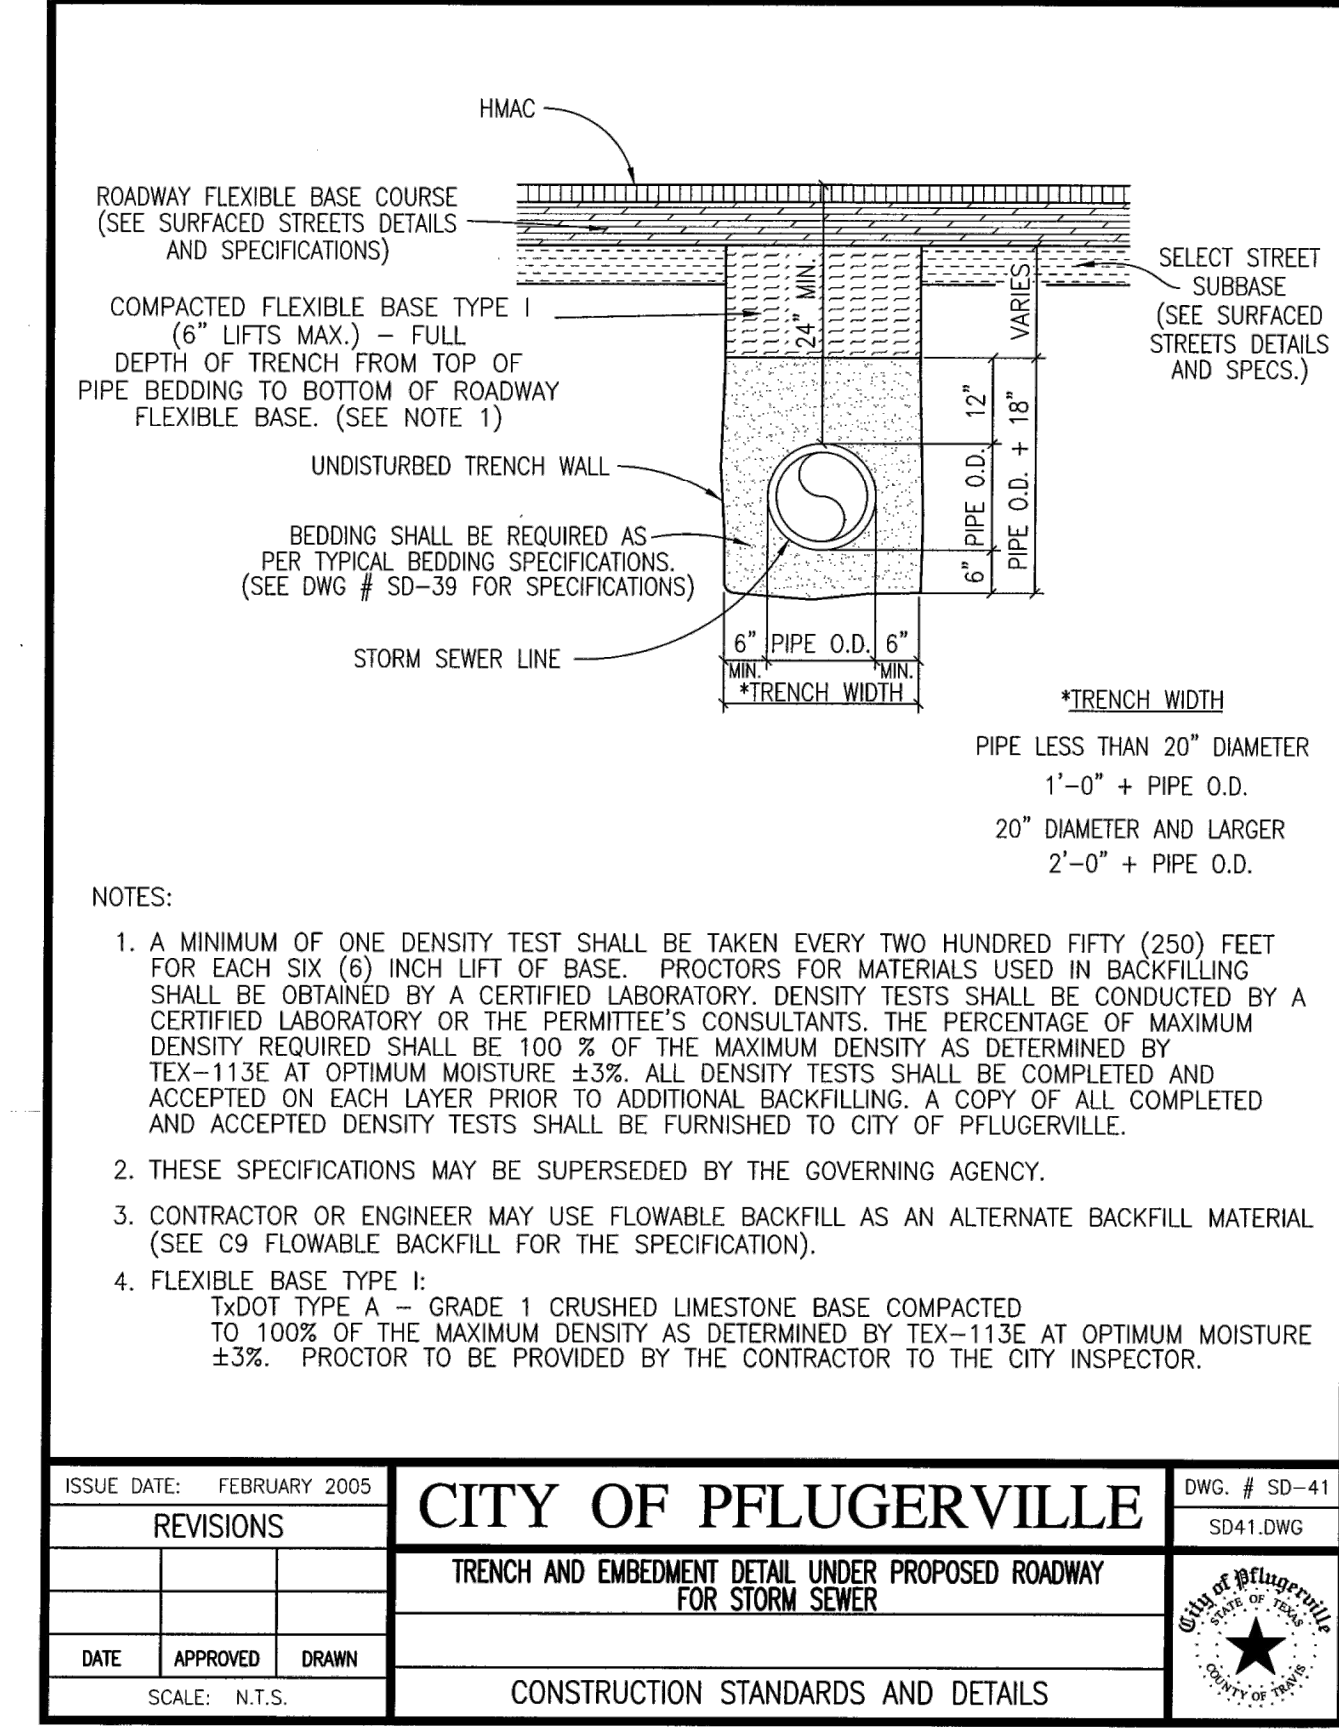 HMAC
ROADWAY FLEXIBLE BASE COURSE
(SEE SURFACED STREETS DETAILS
AND SPECIFICATIONS)
COMPACTED FLEXIBLE BASE TYPE I
(6" LIFTS MAX.) – FULL
DEPTH OF TRENCH FROM TOP OF
PIPE BEDDING TO BOTTOM OF ROADWAY
FLEXIBLE BASE. (SEE NOTE 1)
UNDISTURBED TRENCH WALL
BEDDING SHALL BE REQUIRED AS
PER TYPICAL BEDDING SPECIFICATIONS.
(SEE DWG # SD–39 FOR SPECIFICATIONS)
STORM SEWER LINE
24" MIN.
VARIES
12"
PIPE O.D.
6"
PIPE O.D. + 18"
SELECT STREET
SUBBASE
(SEE SURFACED
STREETS DETAILS
AND SPECS.)
6" PIPE O.D. 6"
MIN. MIN.
*TRENCH WIDTH
*TRENCH WIDTH
PIPE LESS THAN 20" DIAMETER
1'–0" + PIPE O.D.
20" DIAMETER AND LARGER
2'–0" + PIPE O.D.
NOTES:
1. A MINIMUM OF ONE DENSITY TEST SHALL BE TAKEN EVERY TWO HUNDRED FIFTY (250) FEET
FOR EACH SIX (6) INCH LIFT OF BASE. PROCTORS FOR MATERIALS USED IN BACKFILLING
SHALL BE OBTAINED BY A CERTIFIED LABORATORY. DENSITY TESTS SHALL BE CONDUCTED BY A
CERTIFIED LABORATORY OR THE PERMITTEE'S CONSULTANTS. THE PERCENTAGE OF MAXIMUM
DENSITY REQUIRED SHALL BE 100 % OF THE MAXIMUM DENSITY AS DETERMINED BY
TEX–113E AT OPTIMUM MOISTURE ±3%. ALL DENSITY TESTS SHALL BE COMPLETED AND
ACCEPTED ON EACH LAYER PRIOR TO ADDITIONAL BACKFILLING. A COPY OF ALL COMPLETED
AND ACCEPTED DENSITY TESTS SHALL BE FURNISHED TO CITY OF PFLUGERVILLE.
2. THESE SPECIFICATIONS MAY BE SUPERSEDED BY THE GOVERNING AGENCY.
3. CONTRACTOR OR ENGINEER MAY USE FLOWABLE BACKFILL AS AN ALTERNATE BACKFILL MATERIAL
(SEE C9 FLOWABLE BACKFILL FOR THE SPECIFICATION).
4. FLEXIBLE BASE TYPE I:
TxDOT TYPE A – GRADE 1 CRUSHED LIMESTONE BASE COMPACTED
TO 100% OF THE MAXIMUM DENSITY AS DETERMINED BY TEX–113E AT OPTIMUM MOISTURE
±3%. PROCTOR TO BE PROVIDED BY THE CONTRACTOR TO THE CITY INSPECTOR.
ISSUE DATE: FEBRUARY 2005
REVISIONS
DATE APPROVED DRAWN
SCALE: N.T.S.
CITY OF PFLUGERVILLE
TRENCH AND EMBEDMENT DETAIL UNDER PROPOSED ROADWAY
FOR STORM SEWER
CONSTRUCTION STANDARDS AND DETAILS
DWG. # SD–41
SD41.DWG
City of Pflugerville
STATE OF TEXAS
COUNTY OF TRAVIS